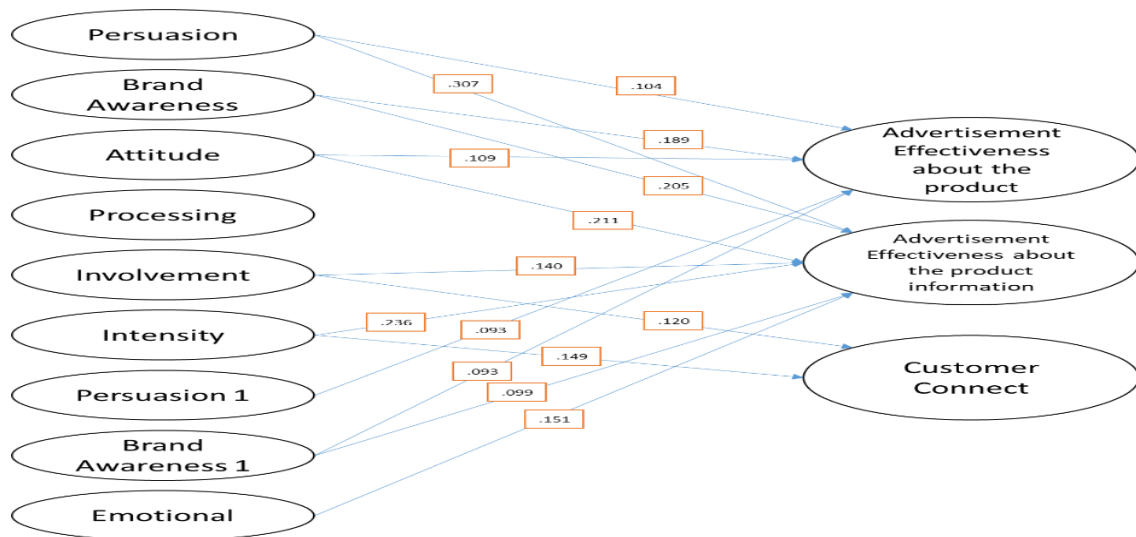 Persuasion
Brand
Awareness
Attitude
Processing
Involvement
Intensity
Persuasion 1
Brand
Awareness 1
Emotional
.307
.104
.189
.109
.205
.211
.140
.236
.120
.093
.149
.093
.099
.151
Advertisement
Effectiveness
about the
product
Advertisement
Effectiveness about
the product
information
Customer
Connect